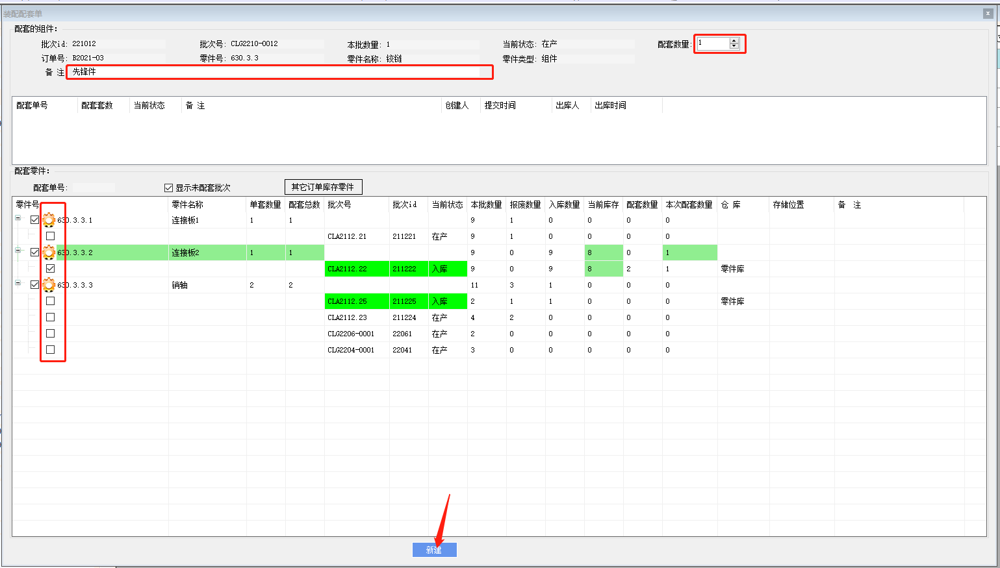 装配配套单
配套的组件：
批次id: 221012 批次号: CLG2210-0012 本批数量: 1 当前状态: 在产 配套数量: 1
订单号: B2021-03 零件号: 630.3.3 零件名称: 铰链 零件类型: 组件
备 注 先锋件
配套单号 配套套数 当前状态 备 注 创建人 提交时间 出库人 出库时间
配套零件：
配套单号: 显示未配套批次 其它订单库存零件
零件号 零件名称 单套数量 配套总数 批次号 批次id 当前状态 本批数量 报废数量 入库数量 当前库存 配套数量 本次配套数量 仓 库 存储位置 备 注
630.3.3.1 连接板1 1 1 9 1 0 0 0 0
CLA2112.21 211221 在产 9 1 0 0 0 0
630.3.3.2 连接板2 1 1 9 0 9 8 0 1
CLA2112.22 211222 入库 9 0 9 8 2 1 零件库
630.3.3.3 销轴 2 2 11 3 1 0 0 0
CLA2112.25 211225 入库 2 1 1 0 0 0 零件库
CLA2112.23 211224 在产 4 2 0 0 0 0
CLG2206-0001 22061 在产 2 0 0 0 0 0
CLG2204-0001 22041 在产 3 0 0 0 0 0
新建